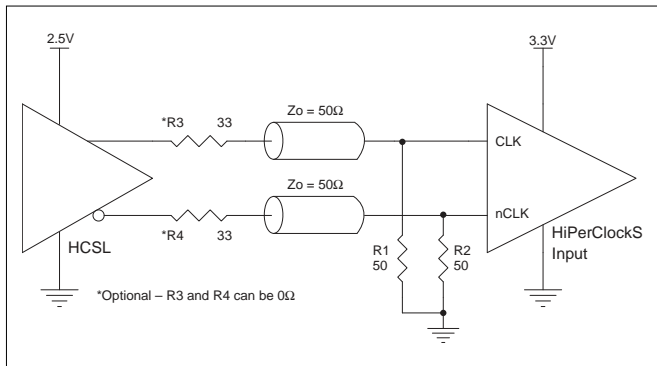 2.5V
3.3V
*R3 33
Zo = 50Ω
CLK
Zo = 50Ω
nCLK
*R4 33
HCSL
R1
50
R2
50
HiPerClockS
Input
*Optional – R3 and R4 can be 0Ω